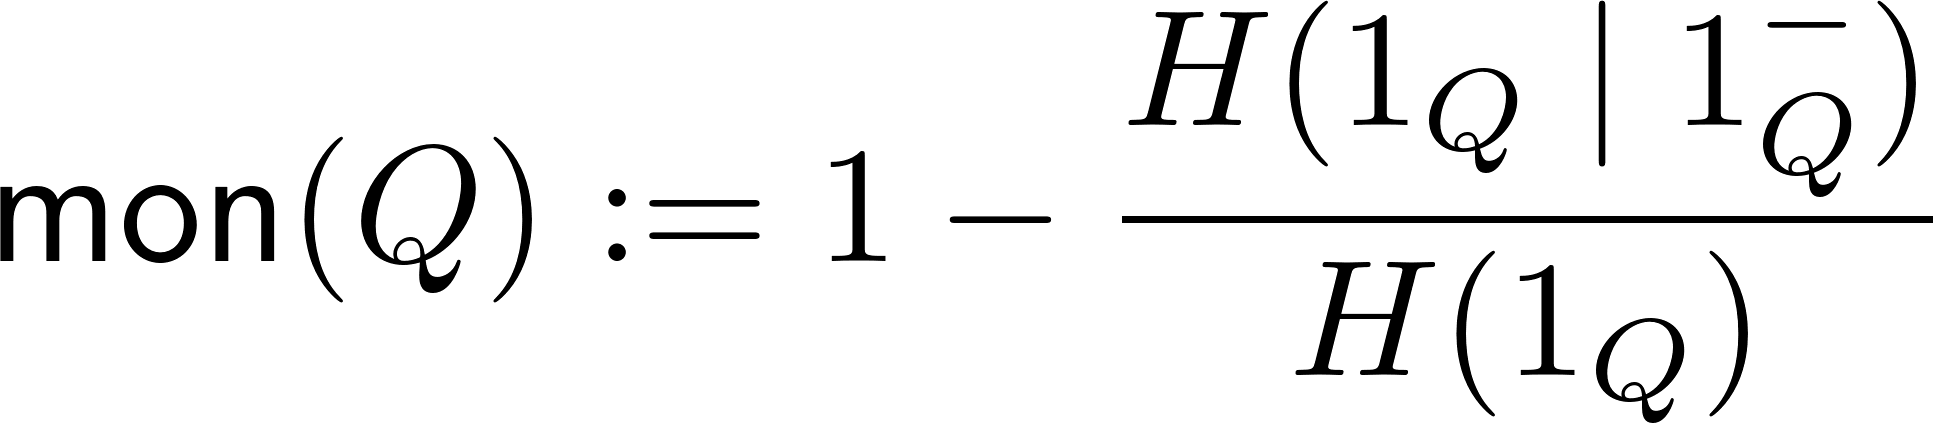 mon(Q) := 1 − H(1_Q | 1_Q^−) / H(1_Q)